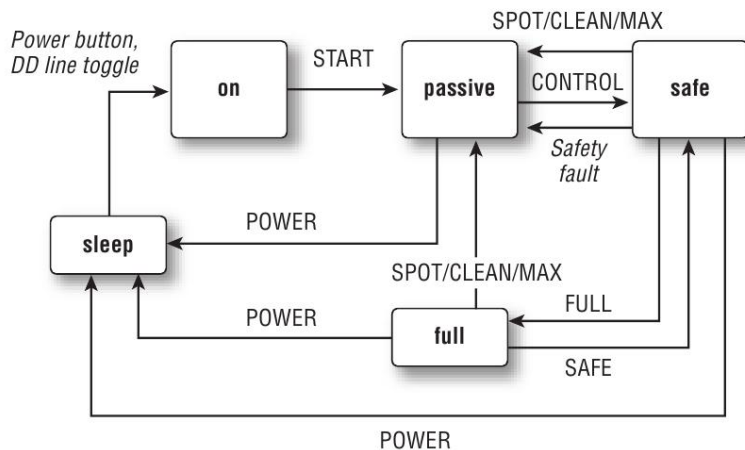 SPOT/CLEAN/MAX
Power button,
DD line toggle
on
START
passive
CONTROL
safe
Safety
fault
POWER
sleep
SPOT/CLEAN/MAX
POWER
FULL
full
SAFE
POWER